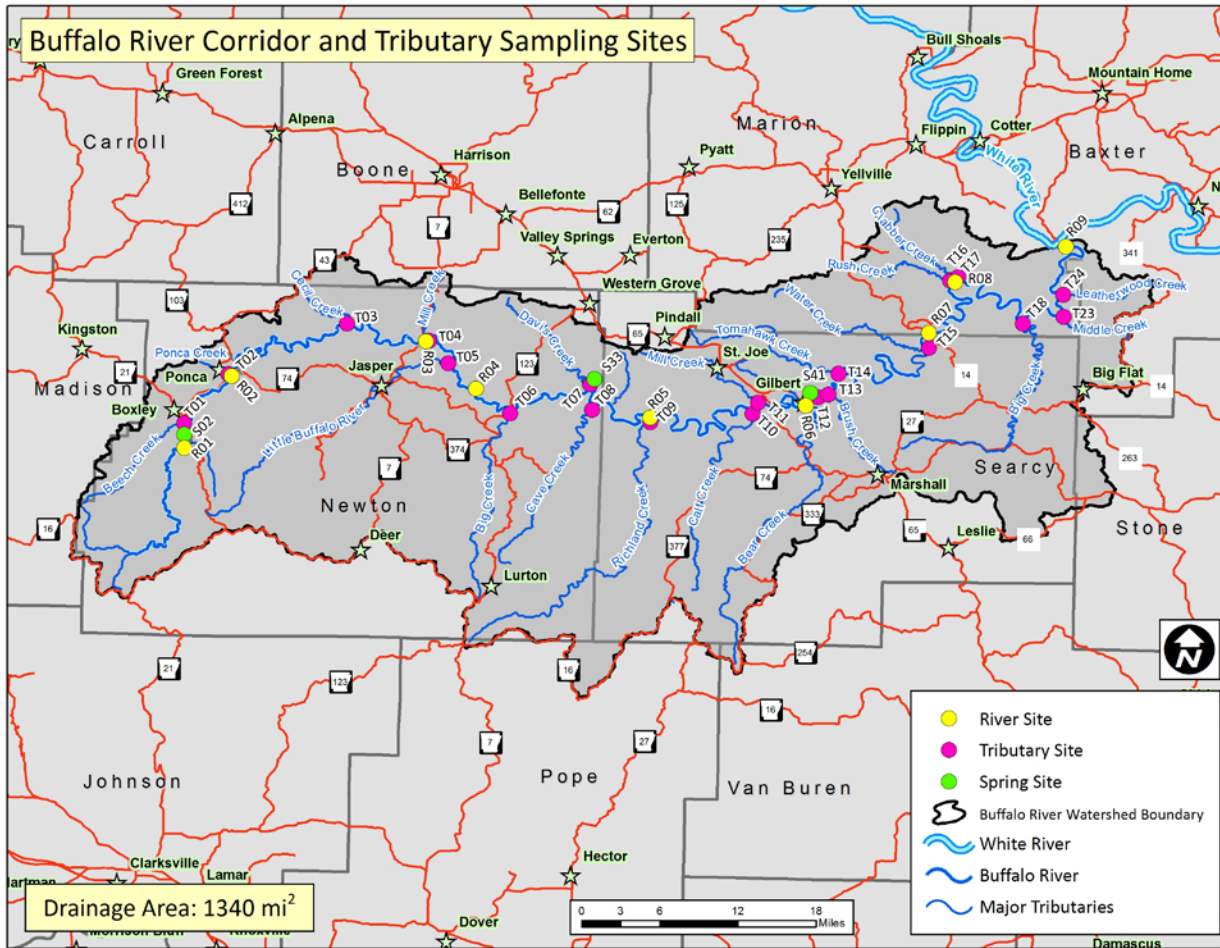 Buffalo River Corridor and Tributary Sampling Sites
Bull Shoals
Green Forest
Mountain Home
Alpena
Carroll
Marion
Flippin
Cotter
Baxter
Harrison
Boone
Pyatt
White River
Yellville
412
Bellefonte
62
125
7
Valley Springs
Everton
235
R09
43
341
Crabber Creek
T16
T17
R08
Rush Creek
T24
Leatherwood Creek
103
Western Grove
Cecil Creek
Mill Creek
T03
T18
T23
Middle Creek
Kingston
Water Creek
R07
T15
65
Pindall
Davis Creek
Tomahawk Creek
T04
R03
T05
Ponca Creek
T02
R02
Ponca
21
74
Madison
Jasper
123
Mill Creek
St. Joe
S33
T14
14
Big Flat
14
R04
Gilbert
S41
T13
T12
R06
Boxley
T01
S02
R01
T06
T07
T08
R05
T09
T11
T10
Brush Creek
Big Creek
27
Beech Creek
Little Buffalo River
374
263
7
Searcy
Marshall
74
Newton
Big Creek
Cave Creek
Richland Creek
Calf Creek
Bear Creek
333
16
65
Leslie
66
Stone
Deer
377
Lurton
254
21
123
16
16
7
27
Johnson
Pope
Van Buren
Clarksville
Lamar
Hector
Dover
Damascus
N
River Site
Tributary Site
Spring Site
Buffalo River Watershed Boundary
White River
Buffalo River
Major Tributaries
Drainage Area: 1340 mi²
0 3 6 12 18
Miles